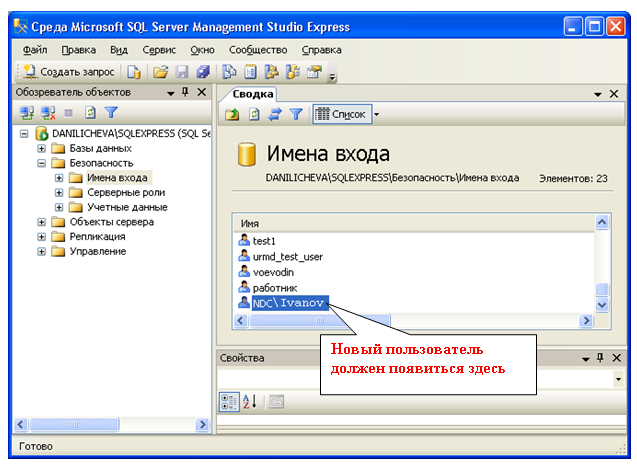 Среда Microsoft SQL Server Management Studio Express
Файл Правка Вид Сервис Окно Сообщество Справка
Создать запрос
Обозреватель объектов
DANILICHEVA\SQLEXPRESS (SQL Se
Базы данных
Безопасность
Имена входа
Серверные роли
Учетные данные
Объекты сервера
Репликация
Управление
Сводка
Список
Имена входа
DANILICHEVA\SQLEXPRESS\Безопасность\Имена входа Элементов: 23
Имя
test1
urmd_test_user
voevodin
работник
NDC\Ivanov
Новый пользователь
должен появиться здесь
Свойства
Готово